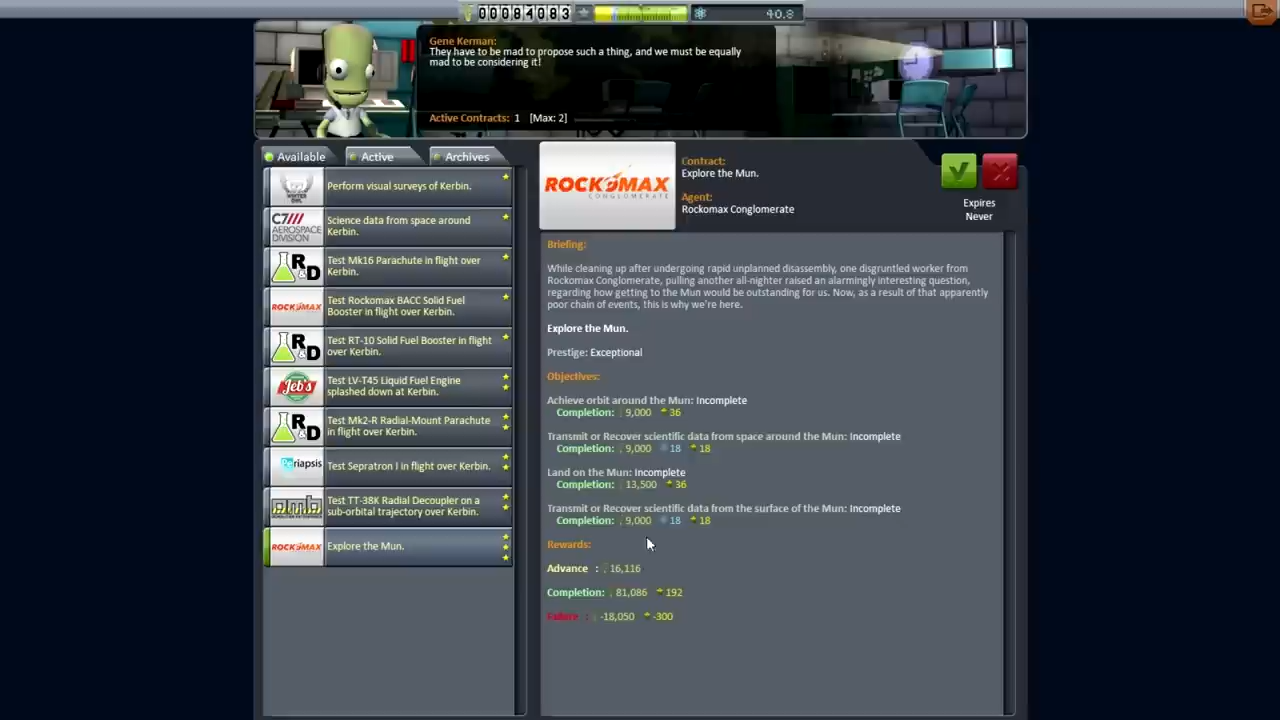 00084083
40.8
Gene Kerman:
They have to be mad to propose such a thing, and we must be equally
mad to be considering it!
Active Contracts: 1 [Max: 2]
Available
Active
Archives
Perform visual surveys of Kerbin.
Science data from space around
Kerbin.
Test Mk16 Parachute in flight over
Kerbin.
Test Rockomax BACC Solid Fuel
Booster in flight over Kerbin.
Test RT-10 Solid Fuel Booster in flight
over Kerbin.
Test LV-T45 Liquid Fuel Engine
splashed down at Kerbin.
Test Mk2-R Radial-Mount Parachute
in flight over Kerbin.
Test Sepratron I in flight over Kerbin.
Test TT-38K Radial Decoupler on a
sub-orbital trajectory over Kerbin.
Explore the Mun.
WINTER
OWL
C7///
AEROSPACE
DIVISION
R&D
ROCKOMAX
R&D
Jeb's
R&D
Periapsis
ROCKOMAX
ROCKOMAX
CONGLOMERATE
Contract:
Explore the Mun.
Agent:
Rockomax Conglomerate
Expires
Never
Briefing:
While cleaning up after undergoing rapid unplanned disassembly, one disgruntled worker from
Rockomax Conglomerate, pulling another all-nighter raised an alarmingly interesting question,
regarding how getting to the Mun would be outstanding for us. Now, as a result of that apparently
poor chain of events, this is why we're here.
Explore the Mun.
Prestige: Exceptional
Objectives:
Achieve orbit around the Mun: Incomplete
Completion: 9,000 36
Transmit or Recover scientific data from space around the Mun: Incomplete
Completion: 9,000 18 18
Land on the Mun: Incomplete
Completion: 13,500 36
Transmit or Recover scientific data from the surface of the Mun: Incomplete
Completion: 9,000 18 18
Rewards:
Advance : 16,116
Completion: 81,086 192
Failure : -18,050 -300